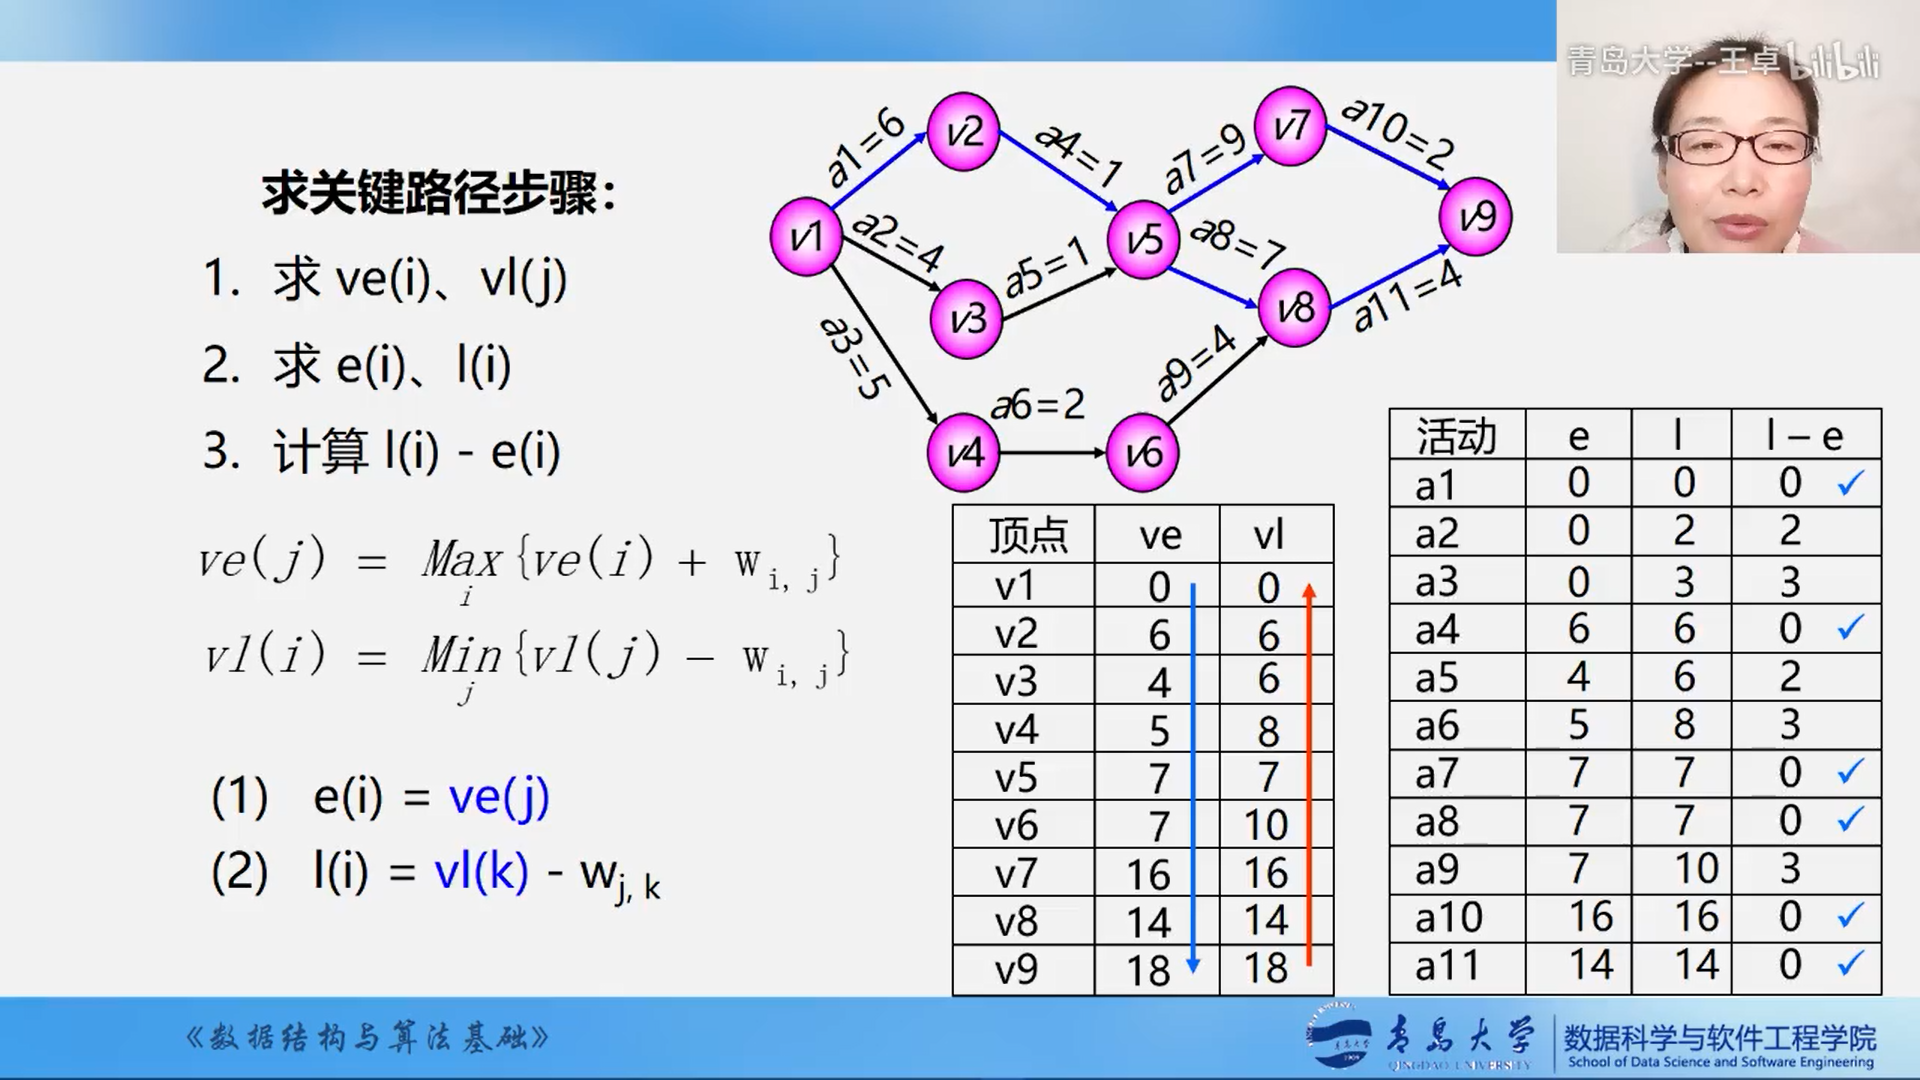 青岛大学--王卓 bilibili
求关键路径步骤：
1. 求 ve(i)、vl(j)
2. 求 e(i)、l(i)
3. 计算 l(i) - e(i)
ve(j) = Max{ve(i) + w i, j}
i
vl(i) = Min{vl(j) - w i, j}
j
(1) e(i) = ve(j)
(2) l(i) = vl(k) - wj, k
v1
v2
v3
v4
v5
v6
v7
v8
v9
a1=6
a2=4
a3=5
a4=1
a5=1
a6=2
a7=9
a8=7
a9=4
a10=2
a11=4
顶点 ve vl
v1 0 0
v2 6 6
v3 4 6
v4 5 8
v5 7 7
v6 7 10
v7 16 16
v8 14 14
v9 18 18
活动 e l l – e
a1 0 0 0 ✓
a2 0 2 2
a3 0 3 3
a4 6 6 0 ✓
a5 4 6 2
a6 5 8 3
a7 7 7 0 ✓
a8 7 7 0 ✓
a9 7 10 3
a10 16 16 0 ✓
a11 14 14 0 ✓
《数据结构与算法基础》
青岛大学
QINGDAO UNIVERSITY
数据科学与软件工程学院
School of Data Science and Software Engineering